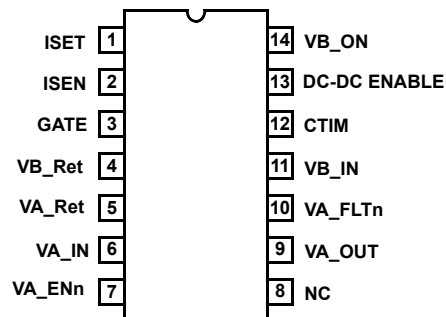 ISET 1 14 VB_ON
ISEN 2 13 DC-DC ENABLE
GATE 3 12 CTIM
VB_Ret 4 11 VB_IN
VA_Ret 5 10 VA_FLTn
VA_IN 6 9 VA_OUT
VA_ENn 7 8 NC